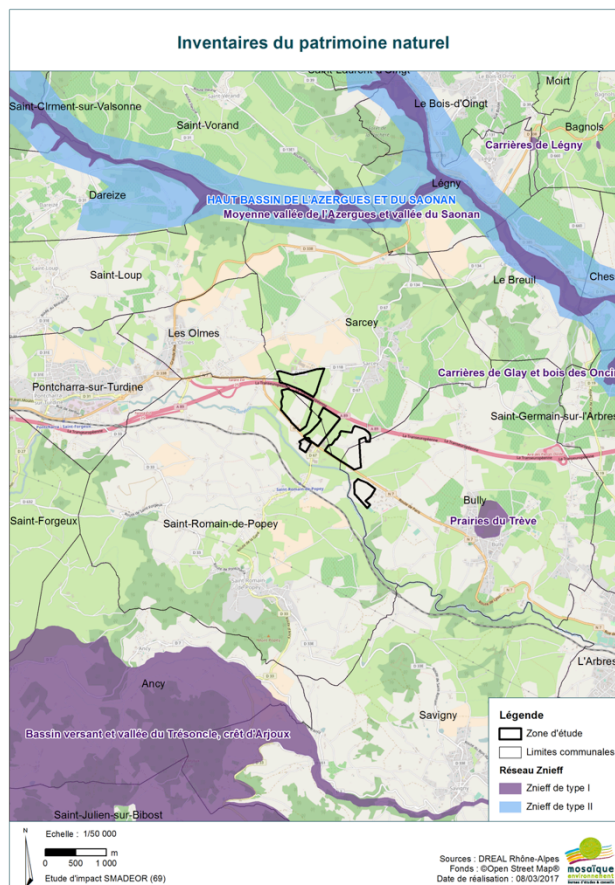 Inventaires du patrimoine naturel
Saint-Laurent-d'Oingt
Moirt
Saint-Clrment-sur-Valsonne
Le Bois-d'Oingt
Saint-Vorand
Bagnols
Carrières de Légny
Légny
Dareize
HAUT BASSIN DE L'AZERGUES ET DU SAONAN
Moyenne vallée de l'Azergues et vallée du Saonan
Saint-Loup
Le Breuil
Ches
Sarcey
Les Olmes
Carrières de Glay et bois des Oncin
Pontcharra-sur-Turdine
Saint-Germain-sur-l'Arbres
Bully
Saint-Forgeux
Saint-Romain-de-Popey
Prairies du Trève
L'Arbres
Ancy
Savigny
Bassin versant et vallée du Trésoncle, crêt d'Arjoux
Saint-Julien-sur-Bibost
Légende
Zone d'étude
Limites communales
Réseau Znieff
Znieff de type I
Znieff de type II
N
Echelle : 1/50 000
m
0 500 1 000
Etude d'impact SMADEOR (69)
Sources : DREAL Rhône-Alpes
Fonds : ©Open Street Map®
Date de réalisation : 08/03/2017
mosaïque
environnement